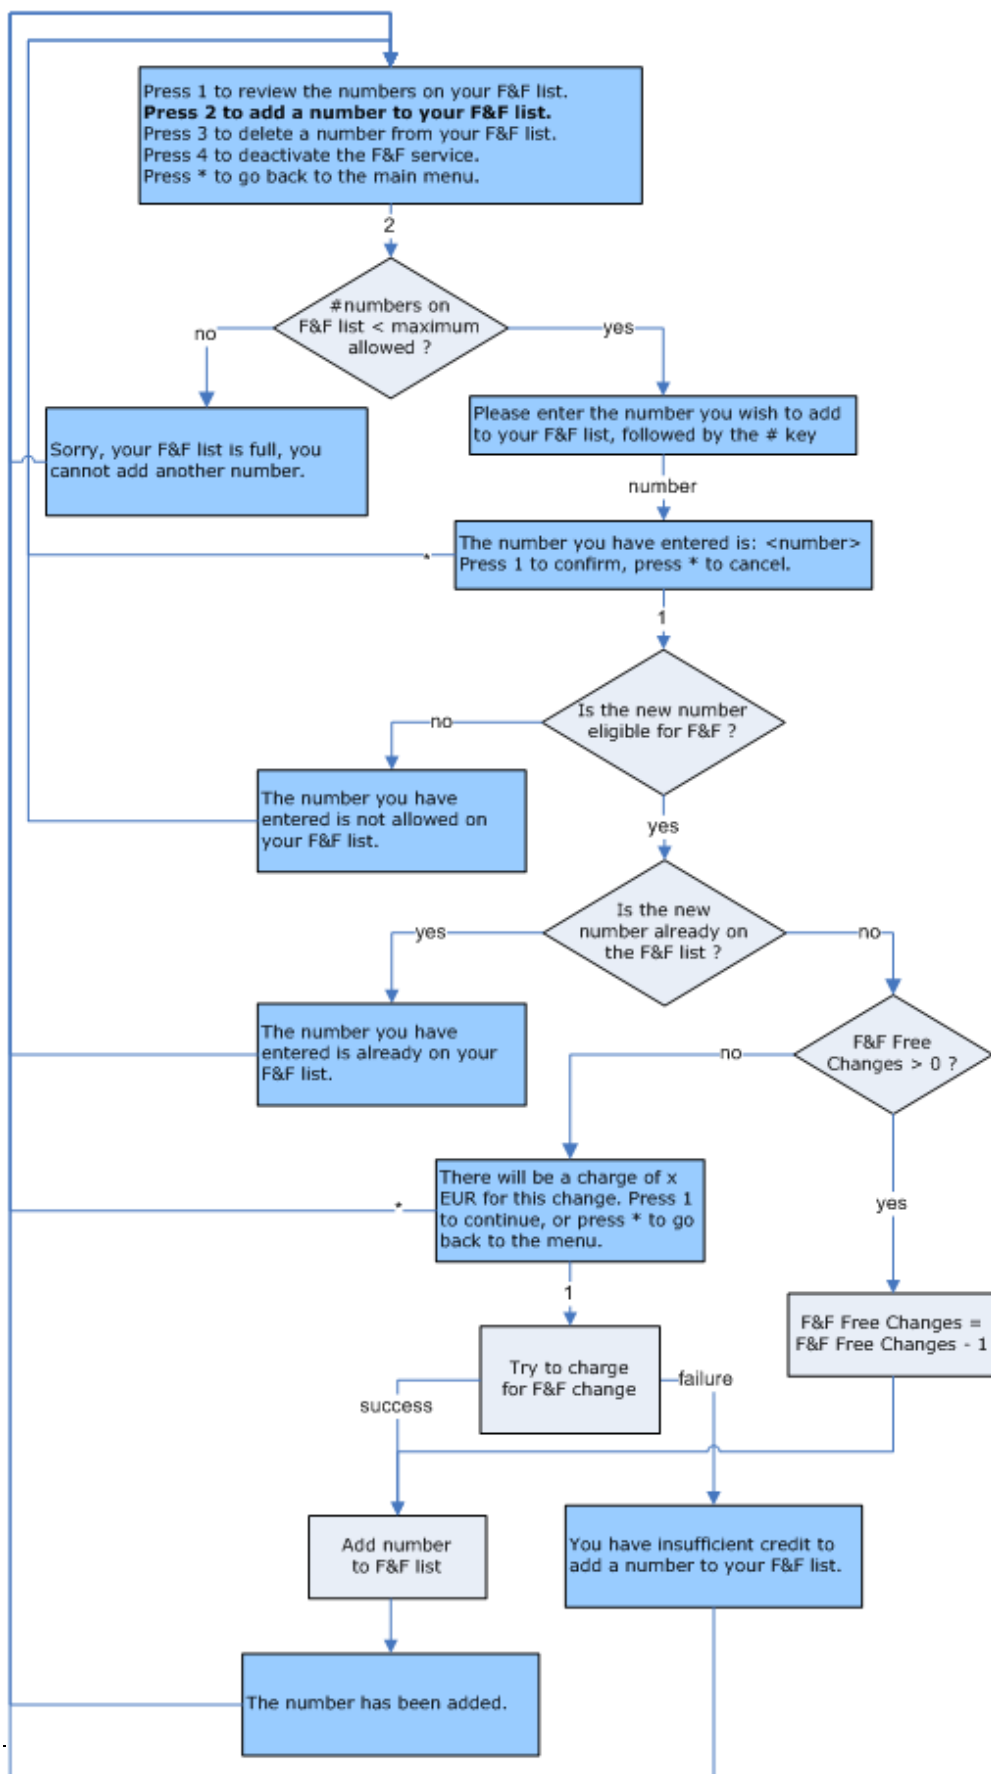 Press 1 to review the numbers on your F&F list.
Press 2 to add a number to your F&F list.
Press 3 to delete a number from your F&F list.
Press 4 to deactivate the F&F service.
Press * to go back to the main menu.
2
#numbers on
F&F list < maximum
allowed ?
no
yes
Sorry, your F&F list is full, you
cannot add another number.
Please enter the number you wish to add
to your F&F list, followed by the # key
number
The number you have entered is: <number>
Press 1 to confirm, press * to cancel.
*
1
Is the new number
eligible for F&F ?
no
The number you have
entered is not allowed on
your F&F list.
yes
Is the new
number already on
the F&F list ?
yes
no
The number you have
entered is already on your
F&F list.
F&F Free
Changes > 0 ?
no
yes
There will be a charge of x
EUR for this change. Press 1
to continue, or press * to go
back to the menu.
*
1
F&F Free Changes =
F&F Free Changes - 1
Try to charge
for F&F change
success
failure
Add number
to F&F list
You have insufficient credit to
add a number to your F&F list.
The number has been added.